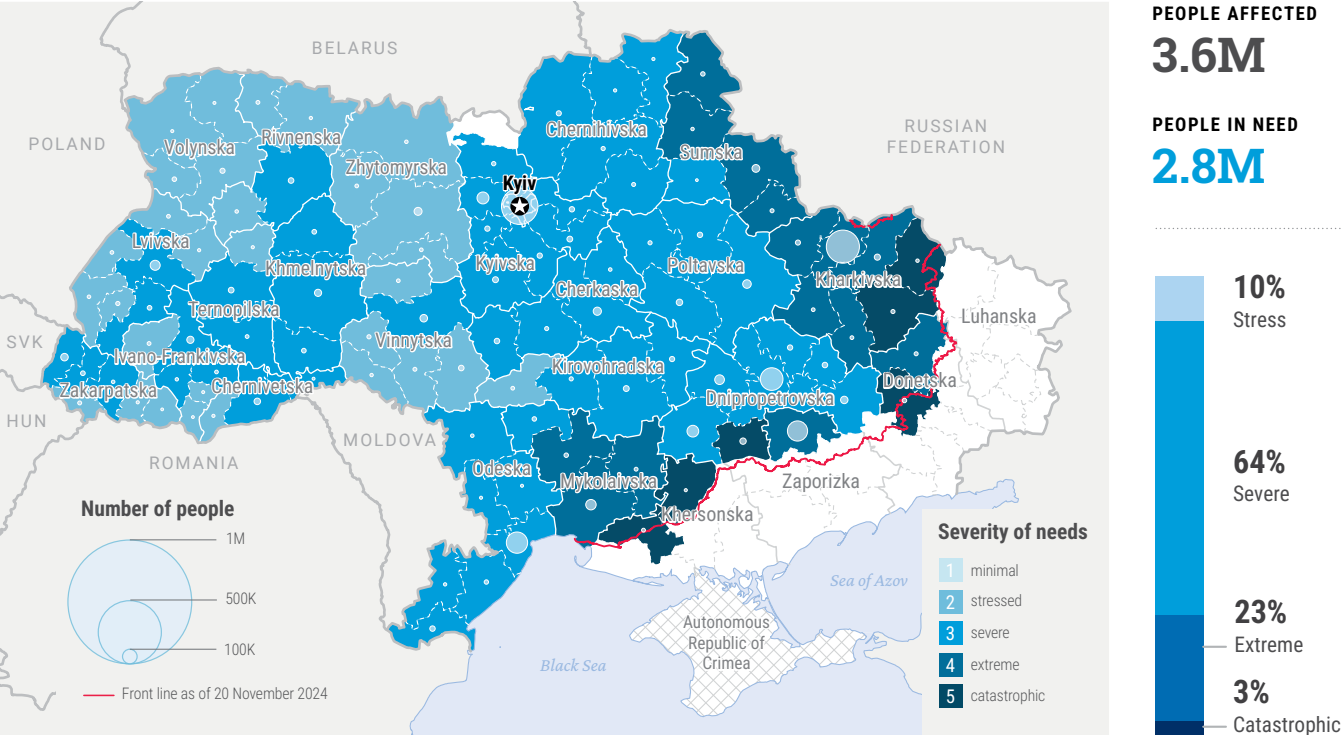 BELARUS
POLAND
RUSSIAN
FEDERATION
Volynska
Rivnenska
Zhytomyrska
Chernihivska
Sumska
Kyiv
Lvivska
Khmelnytska
Kyivska
Cherkaska
Poltavska
Kharkivska
Ternopilska
Luhanska
SVK
Vinnytska
Ivano-Frankivska
Kirovohradska
Zakarpatska
Chernivetska
Donetska
Dnipropetrovska
HUN
MOLDOVA
ROMANIA
Odeska
Mykolaivska
Zaporizka
Khersonska
Sea of Azov
Autonomous
Republic of
Crimea
Black Sea
Number of people
1M
500K
100K
Front line as of 20 November 2024
Severity of needs
1 minimal
2 stressed
3 severe
4 extreme
5 catastrophic
PEOPLE AFFECTED
3.6M
PEOPLE IN NEED
2.8M
10%
Stress
64%
Severe
23%
Extreme
3%
Catastrophic